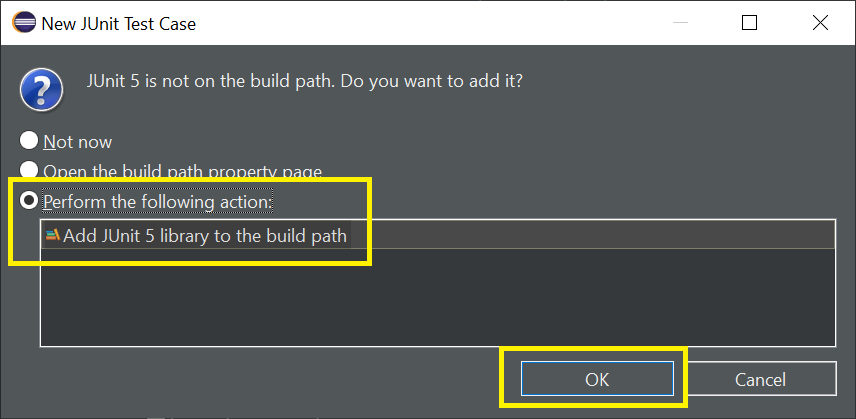 New JUnit Test Case
JUnit 5 is not on the build path. Do you want to add it?
Not now
Open the build path property page
Perform the following action:
Add JUnit 5 library to the build path
OK
Cancel